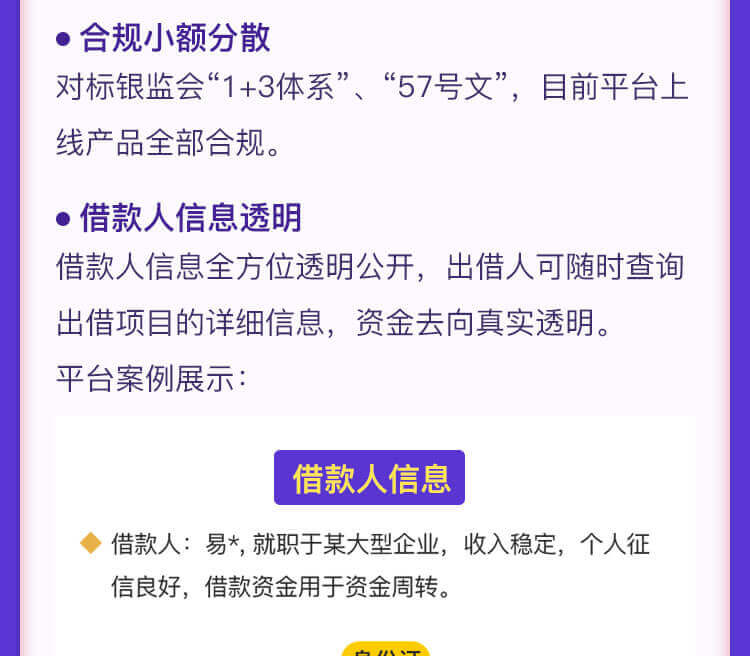 ● 合规小额分散
对标银监会“1+3体系”、“57号文”，目前平台上
线产品全部合规。
● 借款人信息透明
借款人信息全方位透明公开，出借人可随时查询
出借项目的详细信息，资金去向真实透明。
平台案例展示：
借款人信息
◆ 借款人：易*, 就职于某大型企业，收入稳定，个人征
信良好，借款资金用于资金周转。